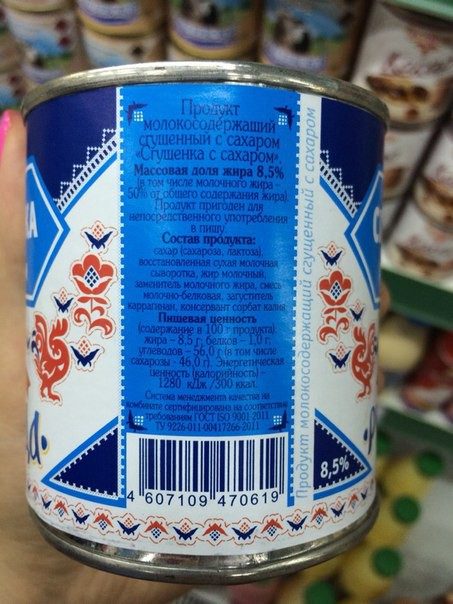 Продукт
молокосодержащий
сгущенный с сахаром
«Сгущенка с сахаром».
Массовая доля жира 8,5%
(в том числе молочного жира –
50% от общего содержания жира).
Продукт пригоден для
непосредственного употребления
в пищу.
Состав продукта:
сахар (сахароза, лактоза),
восстановленная сухая молочная
сыворотка, жир молочный,
заменитель молочного жира, смесь
молочно-белковая, загуститель
каррагинан, консервант сорбат калия.
Пищевая ценность
(содержание в 100 г продукта):
жира – 8,5 г; белков – 1,0 г;
углеводов – 56,0 г (в том числе
сахарозы – 46,0 г). Энергетическая
ценность (калорийность) –
1280 кДж /300 ккал.
Система менеджмента качества на
комбинате сертифицирована на соответствие
требованиям ГОСТ ISO 9001-2011
ТУ 9226-011-00417266-2011
4 607109 470619
Продукт молокосодержащий сгущенный с сахаром
8,5%